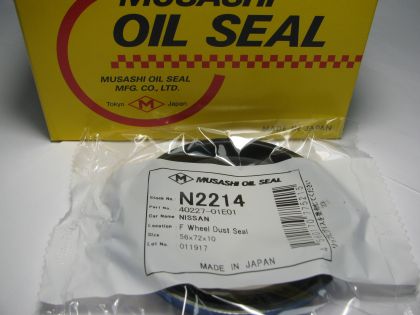 MUSASHI
OIL SEAL
MUSASHI OIL SEAL
MFG. CO., LTD.
Tokyo M Japan
MADE IN JAPAN
M MUSASHI OIL SEAL
Stock No. N2214
Part No. 40227-01E01
Car Name NISSAN
Location F Wheel Dust Seal
Size 56x72x10
Lot No. 011917
MADE IN JAPAN